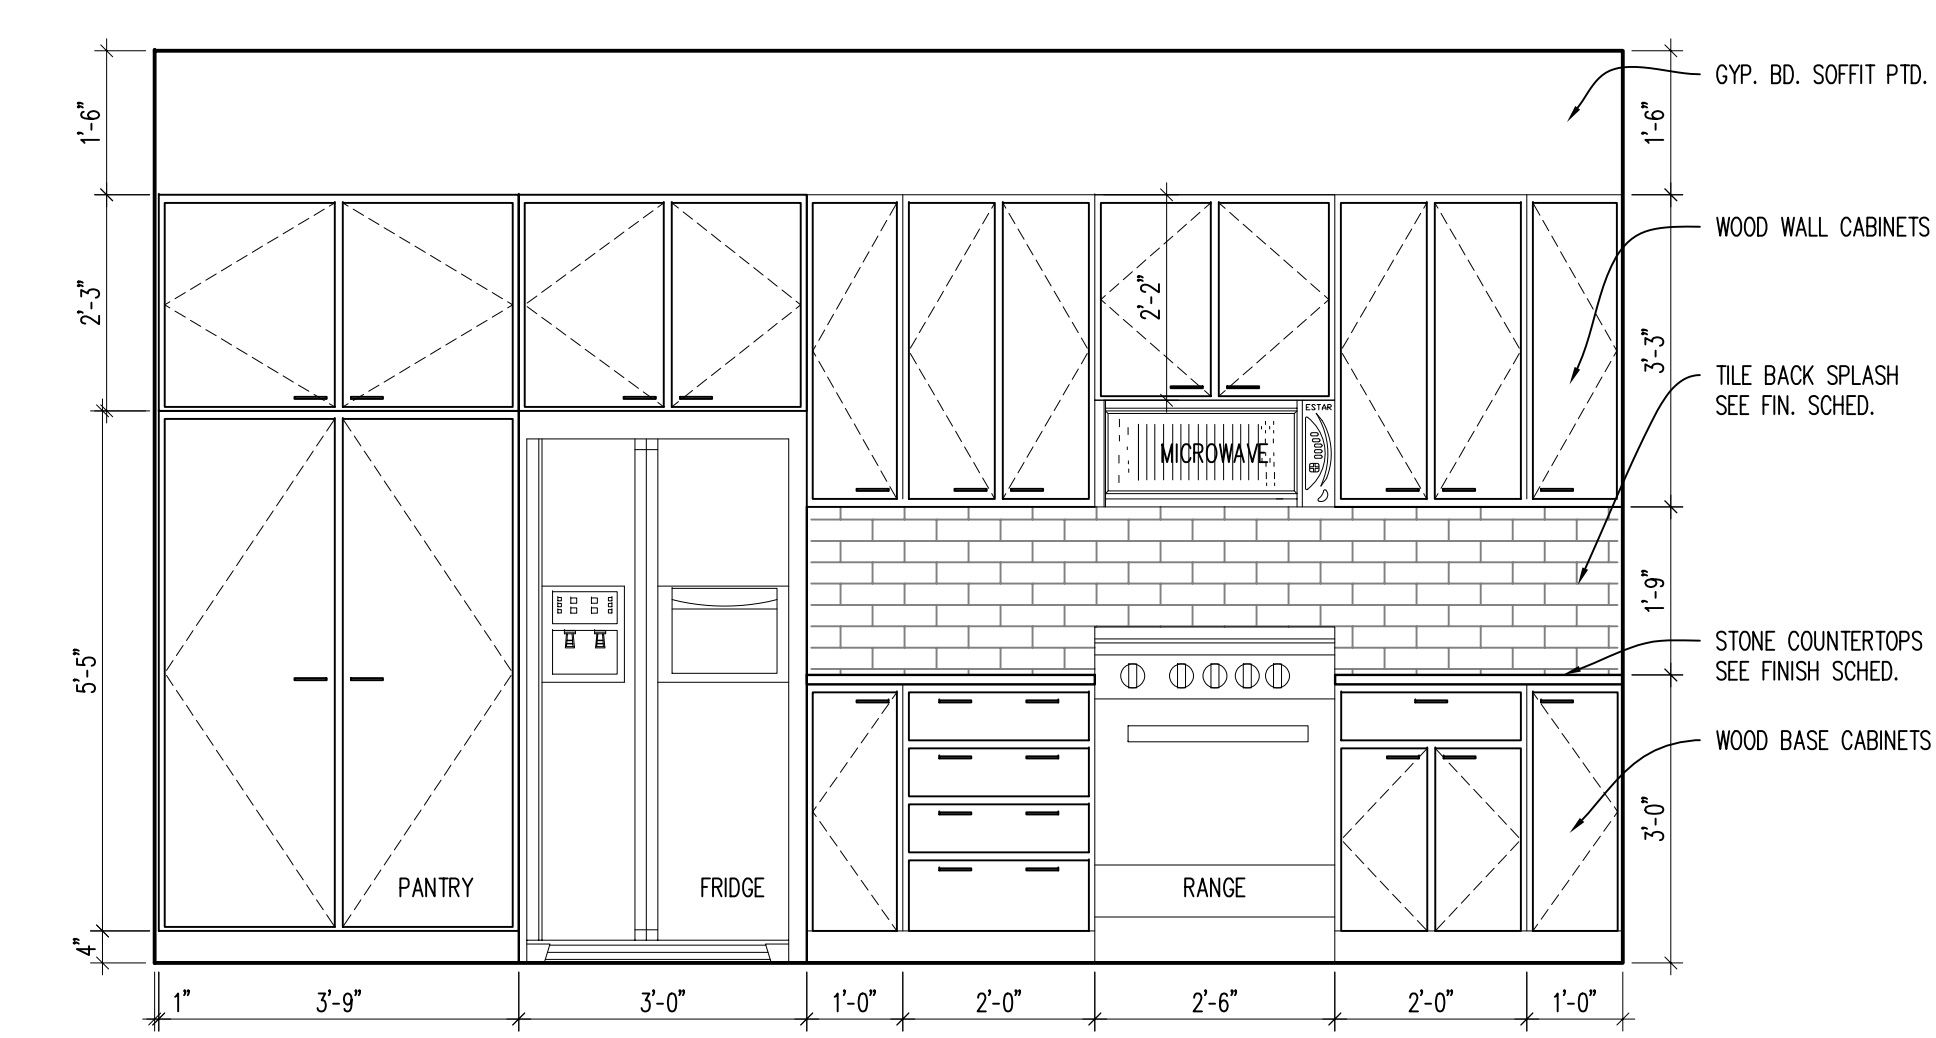 GYP. BD. SOFFIT PTD.
1'-6"
1'-6"
WOOD WALL CABINETS
2'-3"
2'-2"
3'-3"
TILE BACK SPLASH
SEE FIN. SCHED.
ESTAR
MICROWAVE
1'-9"
STONE COUNTERTOPS
SEE FINISH SCHED.
5'-5"
WOOD BASE CABINETS
3'-0"
PANTRY
FRIDGE
RANGE
4"
1"
3'-9"
3'-0"
1'-0"
2'-0"
2'-6"
2'-0"
1'-0"